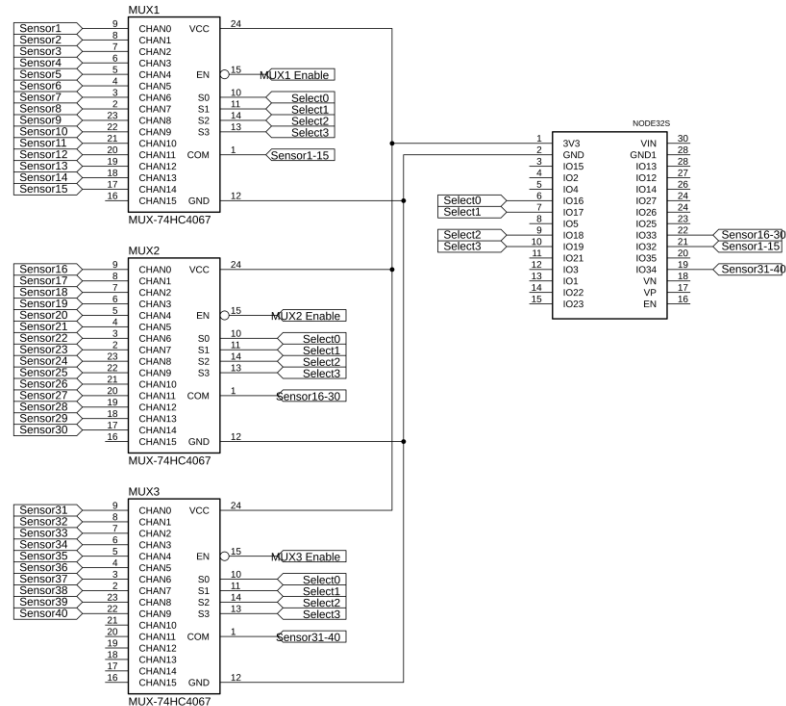 MUX1
Sensor1 9 CHAN0 VCC 24
Sensor2 8 CHAN1
Sensor3 7 CHAN2
Sensor4 6 CHAN3
Sensor5 5 CHAN4 EN 15 MUX1 Enable
Sensor6 4 CHAN5
Sensor7 3 CHAN6 S0 10 Select0
Sensor8 2 CHAN7 S1 11 Select1
Sensor9 23 CHAN8 S2 14 Select2
Sensor10 22 CHAN9 S3 13 Select3
Sensor11 21 CHAN10
Sensor12 20 CHAN11 COM 1 Sensor1-15
Sensor13 19 CHAN12
Sensor14 18 CHAN13
Sensor15 17 CHAN14
16 CHAN15 GND 12
MUX-74HC4067
MUX2
Sensor16 9 CHAN0 VCC 24
Sensor17 8 CHAN1
Sensor18 7 CHAN2
Sensor19 6 CHAN3
Sensor20 5 CHAN4 EN 15 MUX2 Enable
Sensor21 4 CHAN5
Sensor22 3 CHAN6 S0 10 Select0
Sensor23 2 CHAN7 S1 11 Select1
Sensor24 23 CHAN8 S2 14 Select2
Sensor25 22 CHAN9 S3 13 Select3
Sensor26 21 CHAN10
Sensor27 20 CHAN11 COM 1 Sensor16-30
Sensor28 19 CHAN12
Sensor29 18 CHAN13
Sensor30 17 CHAN14
16 CHAN15 GND 12
MUX-74HC4067
MUX3
Sensor31 9 CHAN0 VCC 24
Sensor32 8 CHAN1
Sensor33 7 CHAN2
Sensor34 6 CHAN3
Sensor35 5 CHAN4 EN 15 MUX3 Enable
Sensor36 4 CHAN5
Sensor37 3 CHAN6 S0 10 Select0
Sensor38 2 CHAN7 S1 11 Select1
Sensor39 23 CHAN8 S2 14 Select2
Sensor40 22 CHAN9 S3 13 Select3
21 CHAN10
20 CHAN11 COM 1 Sensor31-40
19 CHAN12
18 CHAN13
17 CHAN14
16 CHAN15 GND 12
MUX-74HC4067
NODE32S
1 3V3 VIN 30
2 GND GND1 28
3 IO15 IO13 28
4 IO2 IO12 27
5 IO4 IO14 26
Select0 6 IO16 IO27 24
Select1 7 IO17 IO26 24
8 IO5 IO25 23
Select2 9 IO18 IO33 22 Sensor16-30
Select3 10 IO19 IO32 21 Sensor1-15
11 IO21 IO35 20
12 IO3 IO34 19 Sensor31-40
13 IO1 VN 18
14 IO22 VP 17
15 IO23 EN 16